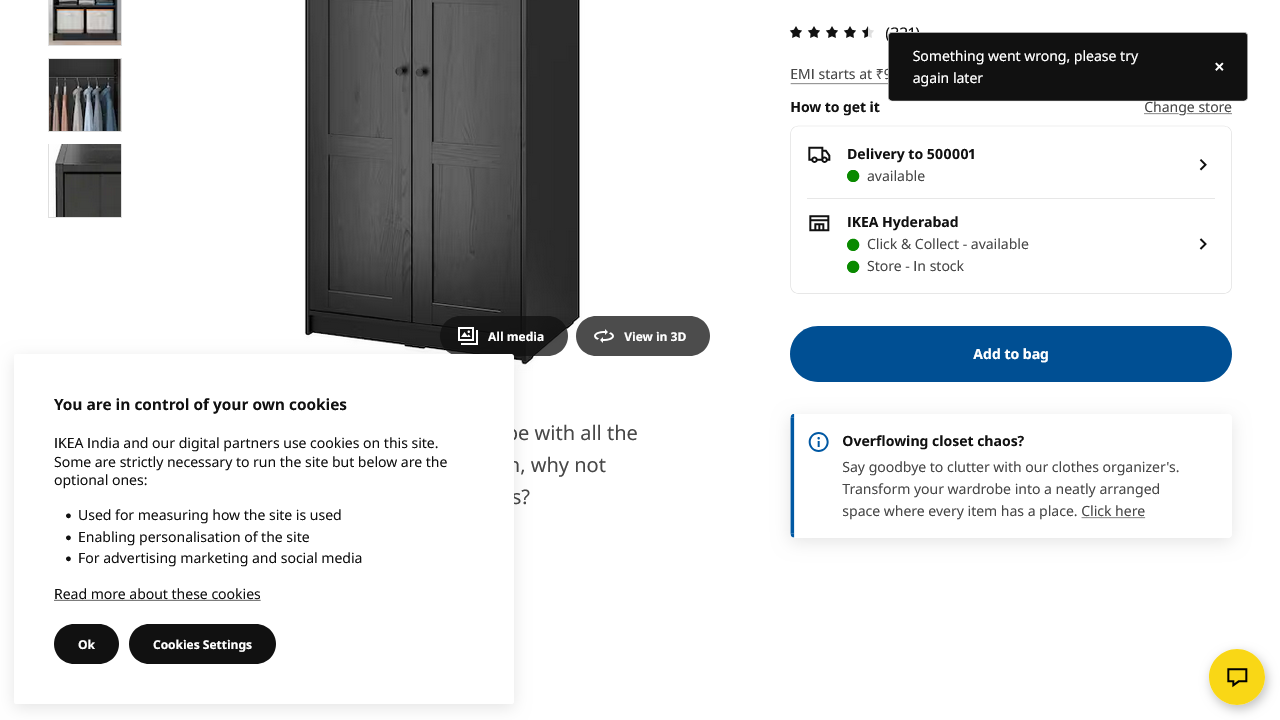 Something went wrong, please try
again later
EMI starts at
How to get it
Change store
Delivery to 500001
available
IKEA Hyderabad
Click & Collect - available
Store - In stock
All media
View in 3D
Add to bag
You are in control of your own cookies
IKEA India and our digital partners use cookies on this site.
Some are strictly necessary to run the site but below are the
optional ones:
• Used for measuring how the site is used
• Enabling personalisation of the site
• For advertising marketing and social media
Read more about these cookies
Ok
Cookies Settings
with all the
why not
Overflowing closet chaos?
Say goodbye to clutter with our clothes organizer's.
Transform your wardrobe into a neatly arranged
space where every item has a place. Click here